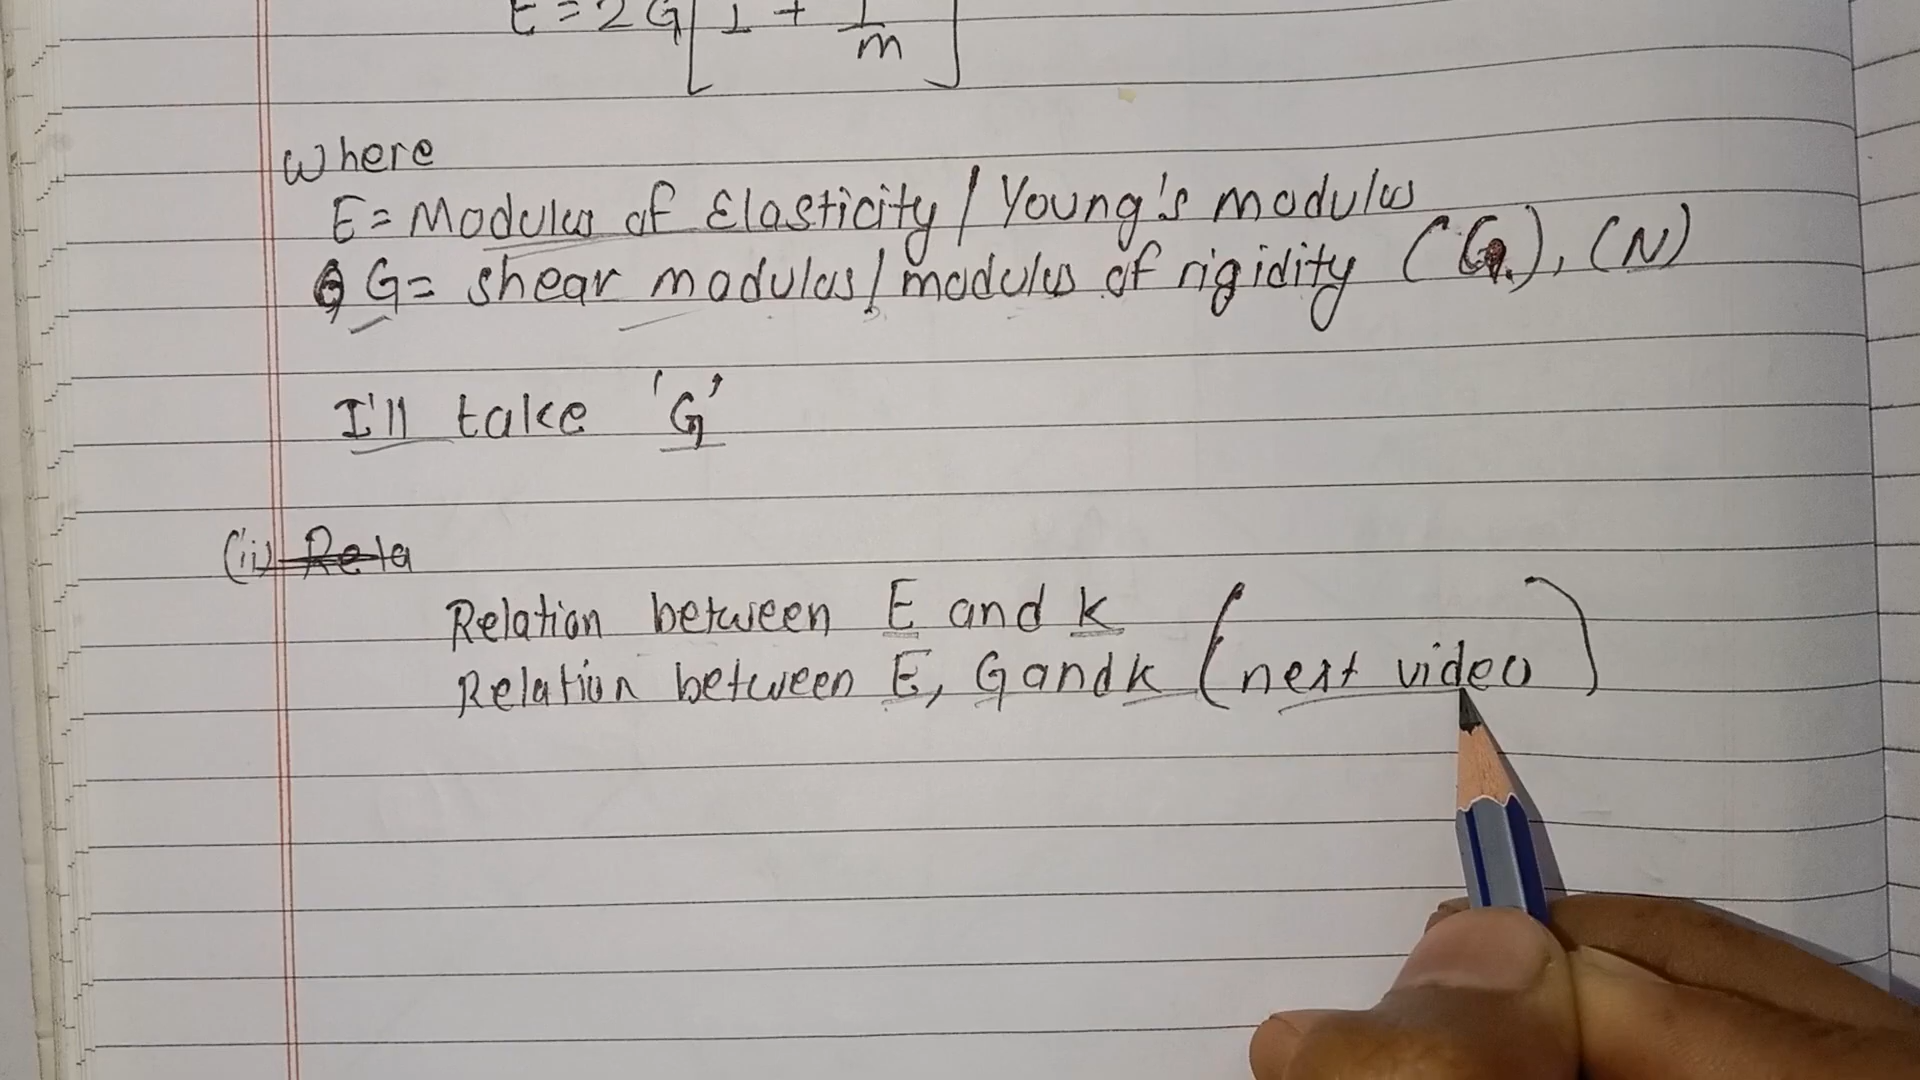 E = 2G[1 + 1/m]
where
E = Modulus of Elasticity / Young's modulus
G = shear modulus / modulus of rigidity (G), (N)
I'll take 'G'
(ii) Rela
Relation between E and K
Relation between E, G and K (next video)